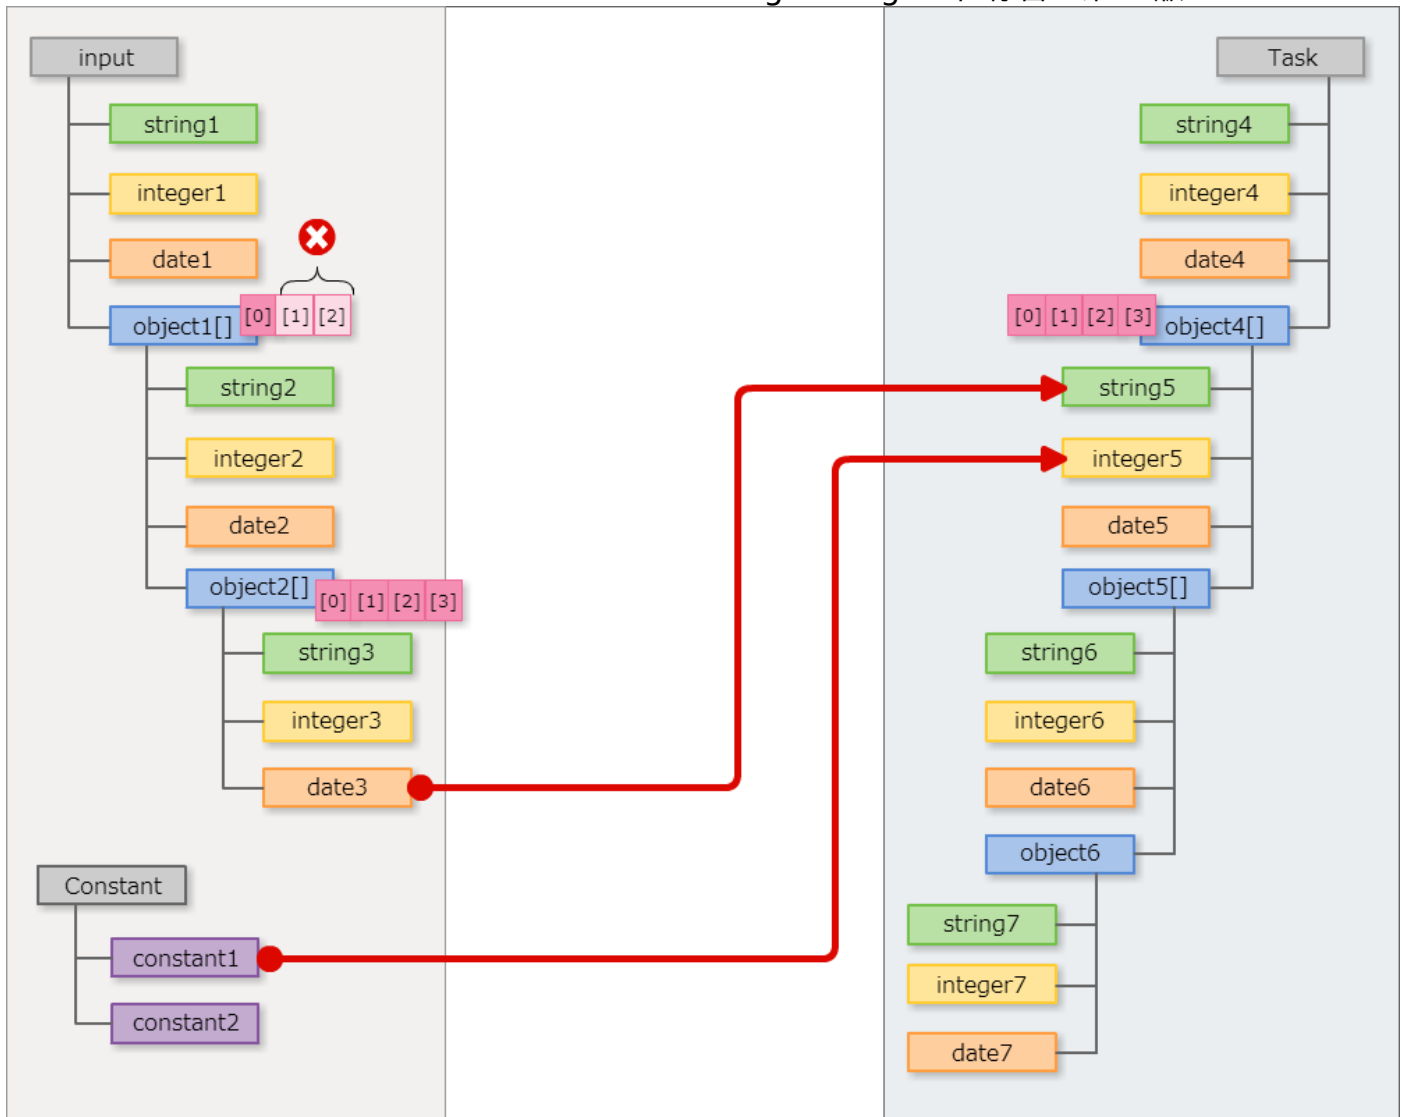 input
string1
integer1
date1
object1[]
[0] [1] [2]
string2
integer2
date2
object2[]
[0] [1] [2] [3]
string3
integer3
date3
Constant
constant1
constant2
Task
string4
integer4
date4
[0] [1] [2] [3]
object4[]
string5
integer5
date5
object5[]
string6
integer6
date6
object6
string7
integer7
date7